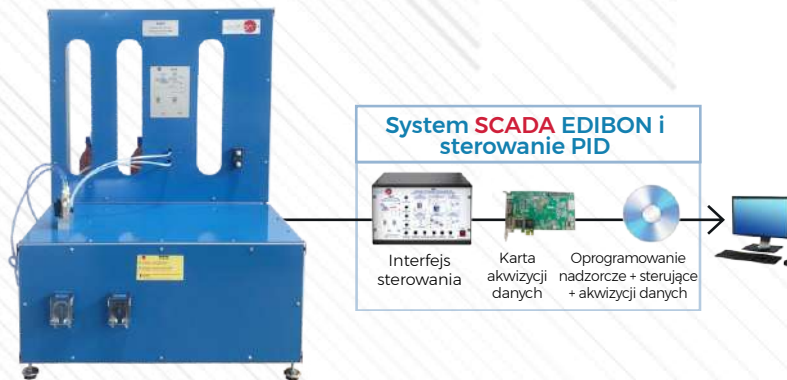 System SCADA EDIBON i
sterowanie PID
Interfejs
sterowania
Karta
akwizycji
danych
Oprogramowanie
nadzorcze + sterujące
+ akwizycji danych